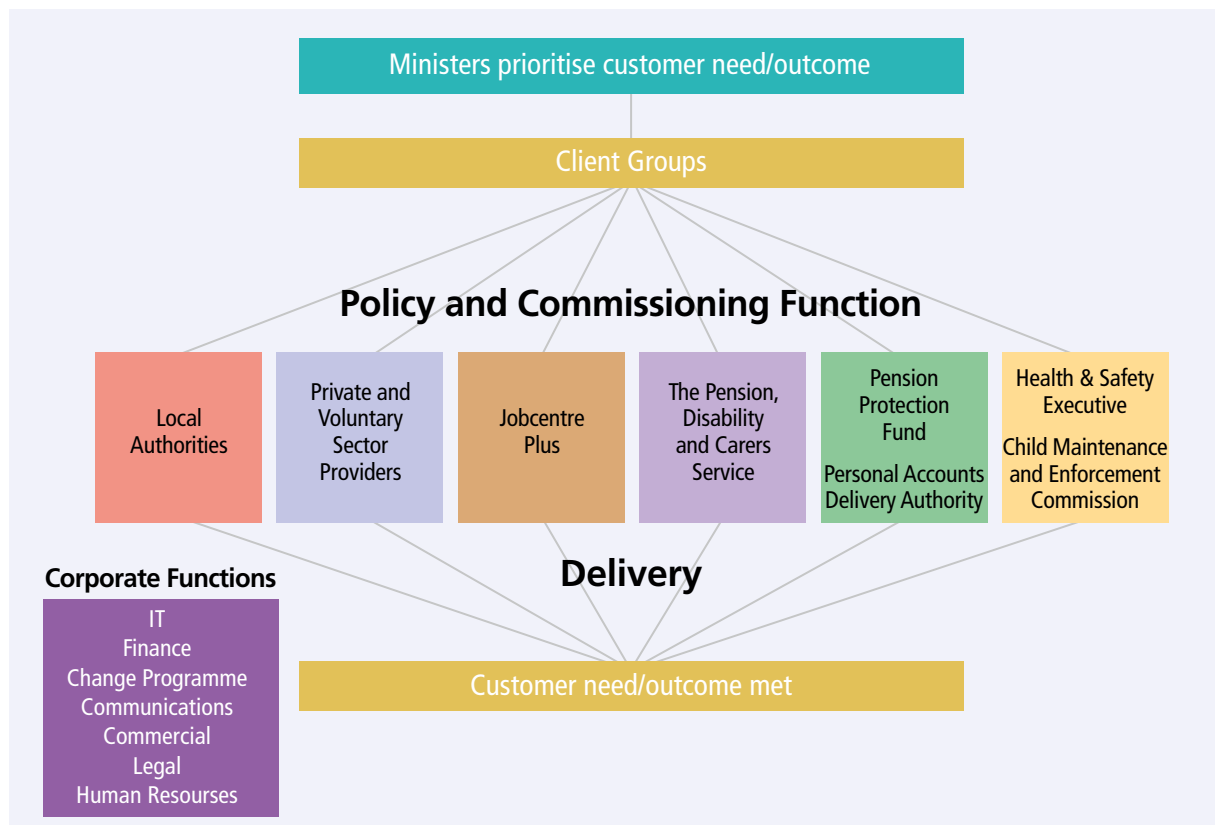 Ministers prioritise customer need/outcome
Client Groups
Policy and Commissioning Function
Local
Authorities
Private and
Voluntary
Sector
Providers
Jobcentre
Plus
The Pension,
Disability
and Carers
Service
Pension
Protection
Fund
Personal Accounts
Delivery Authority
Health & Safety
Executive
Child Maintenance
and Enforcement
Commission
Delivery
Corporate Functions
IT
Finance
Change Programme
Communications
Commercial
Legal
Human Resourses
Customer need/outcome met